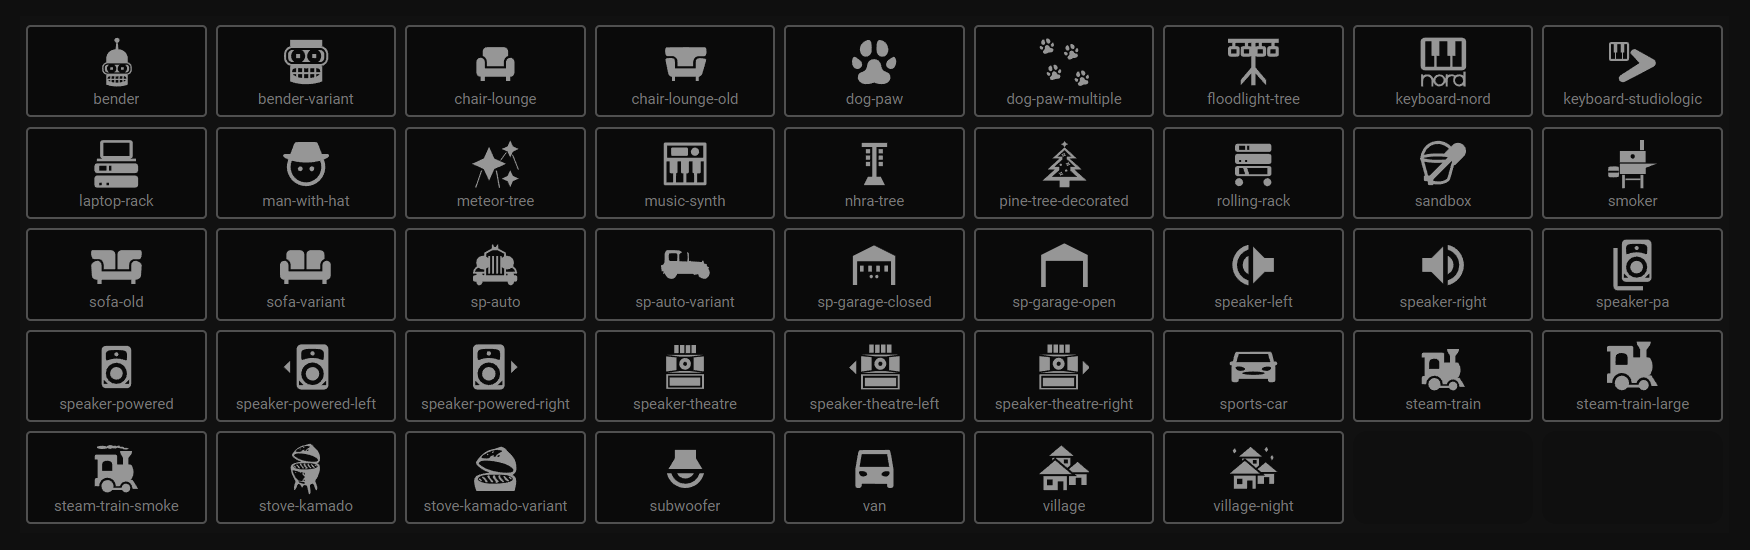 bender
bender-variant
chair-lounge
chair-lounge-old
dog-paw
dog-paw-multiple
floodlight-tree
nord
keyboard-nord
keyboard-studiologic
laptop-rack
man-with-hat
meteor-tree
music-synth
nhra-tree
pine-tree-decorated
rolling-rack
sandbox
smoker
sofa-old
sofa-variant
sp-auto
sp-auto-variant
sp-garage-closed
sp-garage-open
speaker-left
speaker-right
speaker-pa
speaker-powered
speaker-powered-left
speaker-powered-right
speaker-theatre
speaker-theatre-left
speaker-theatre-right
sports-car
steam-train
steam-train-large
steam-train-smoke
stove-kamado
stove-kamado-variant
subwoofer
van
village
village-night